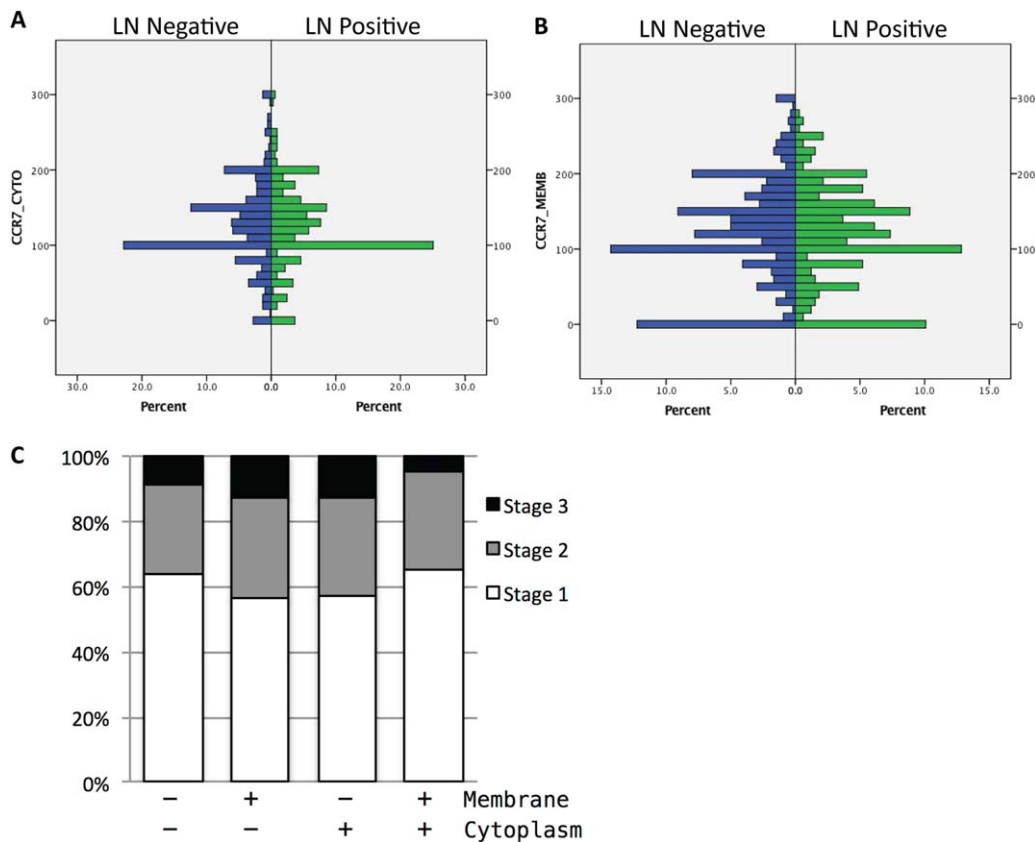 A
LN Negative LN Positive
300 300
200 200
100 100
0 0
CCR7_CYTO
30.0 20.0 10.0 0.0 0.0 10.0 20.0 30.0
Percent Percent
B
LN Negative LN Positive
300 300
200 200
100 100
0 0
CCR7_MEMB
15.0 10.0 5.0 0.0 0.0 5.0 10.0 15.0
Percent Percent
C
100%
80%
60%
40%
20%
0%
Stage 3
Stage 2
Stage 1
− + − + Membrane
− − + + Cytoplasm